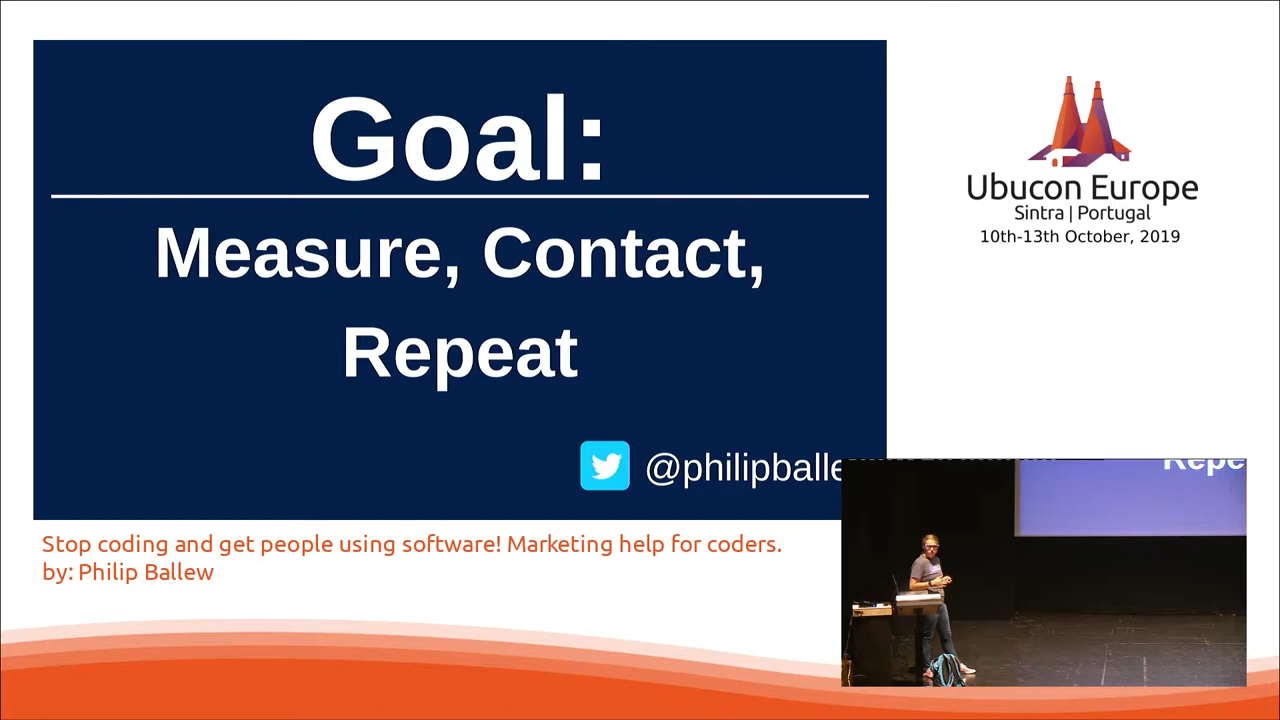 Goal:
Measure, Contact,
Repeat
@philipballe
Ubucon Europe
Sintra | Portugal
10th-13th October, 2019
Repe
Stop coding and get people using software! Marketing help for coders.
by: Philip Ballew